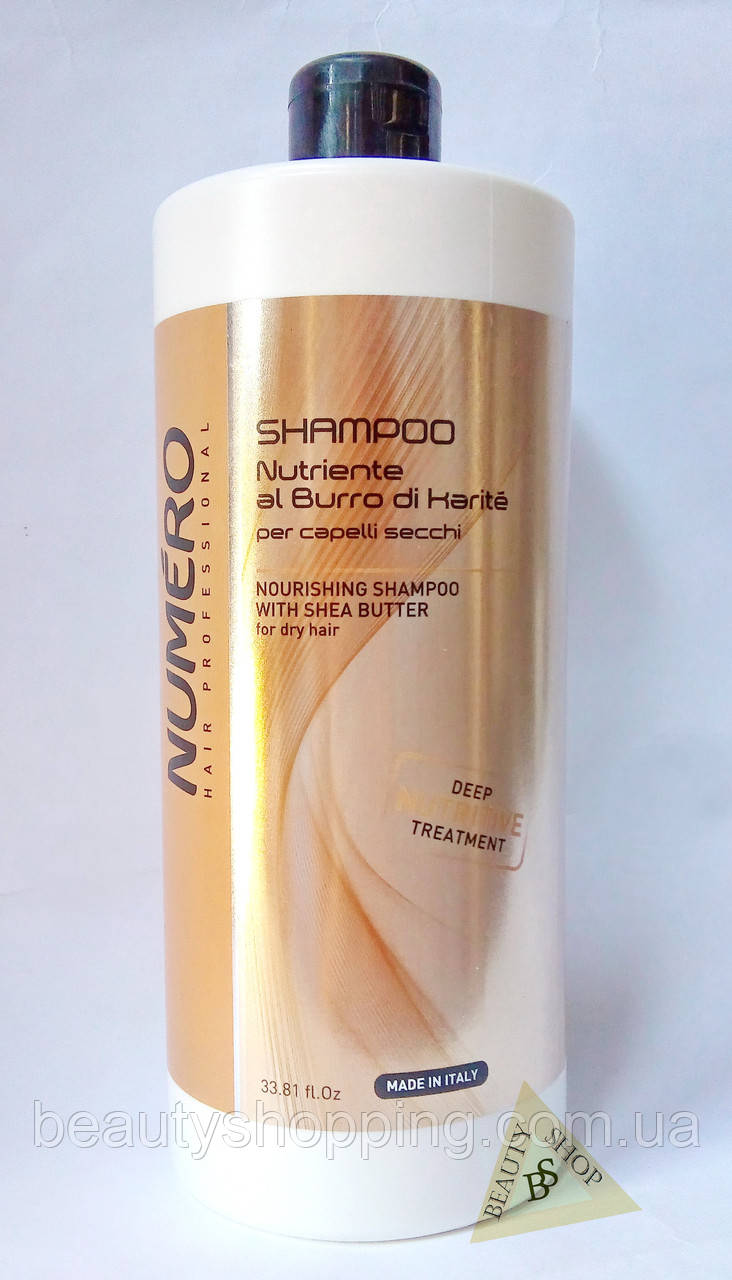 NUMÉRO
HAIR PROFESSIONAL
SHAMPOO
Nutriente
al Burro di Karité
per capelli secchi
NOURISHING SHAMPOO
WITH SHEA BUTTER
for dry hair
DEEP
NUTRITIVE
TREATMENT
33.81 fl.Oz
MADE IN ITALY
beautyshopping.com.ua
BEAUTY
BS
SHOP